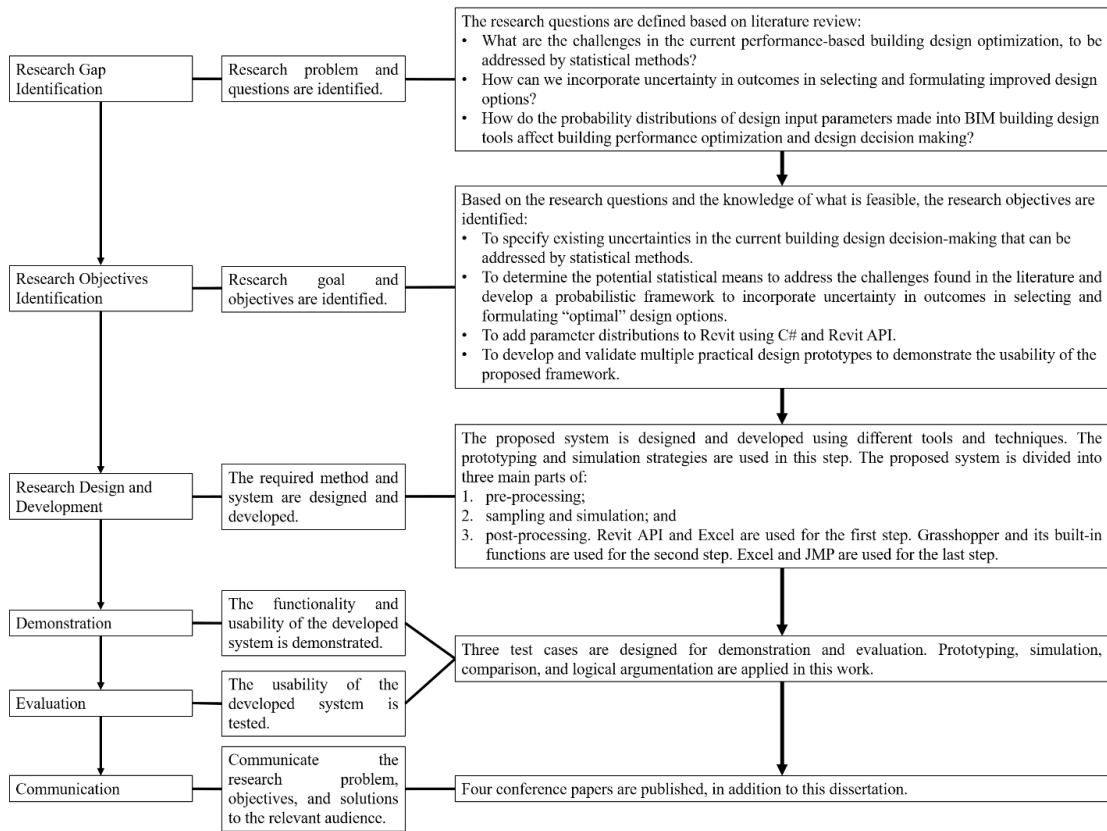 Research Gap
Identification
Research problem and
questions are identified.
The research questions are defined based on literature review:
• What are the challenges in the current performance-based building design optimization, to be
addressed by statistical methods?
• How can we incorporate uncertainty in outcomes in selecting and formulating improved design
options?
• How do the probability distributions of design input parameters made into BIM building design
tools affect building performance optimization and design decision making?
Research Objectives
Identification
Research goal and
objectives are identified.
Based on the research questions and the knowledge of what is feasible, the research objectives are
identified:
• To specify existing uncertainties in the current building design decision-making that can be
addressed by statistical methods.
• To determine the potential statistical means to address the challenges found in the literature and
develop a probabilistic framework to incorporate uncertainty in outcomes in selecting and
formulating “optimal” design options.
• To add parameter distributions to Revit using C# and Revit API.
• To develop and validate multiple practical design prototypes to demonstrate the usability of the
proposed framework.
Research Design and
Development
The required method and
system are designed and
developed.
The proposed system is designed and developed using different tools and techniques. The
prototyping and simulation strategies are used in this step. The proposed system is divided into
three main parts of:
1. pre-processing;
2. sampling and simulation; and
3. post-processing. Revit API and Excel are used for the first step. Grasshopper and its built-in
functions are used for the second step. Excel and JMP are used for the last step.
Demonstration
The functionality and
usability of the developed
system is demonstrated.
Evaluation
The usability of the
developed system is
tested.
Three test cases are designed for demonstration and evaluation. Prototyping, simulation,
comparison, and logical argumentation are applied in this work.
Communication
Communicate the
research problem,
objectives, and solutions
to the relevant audience.
Four conference papers are published, in addition to this dissertation.